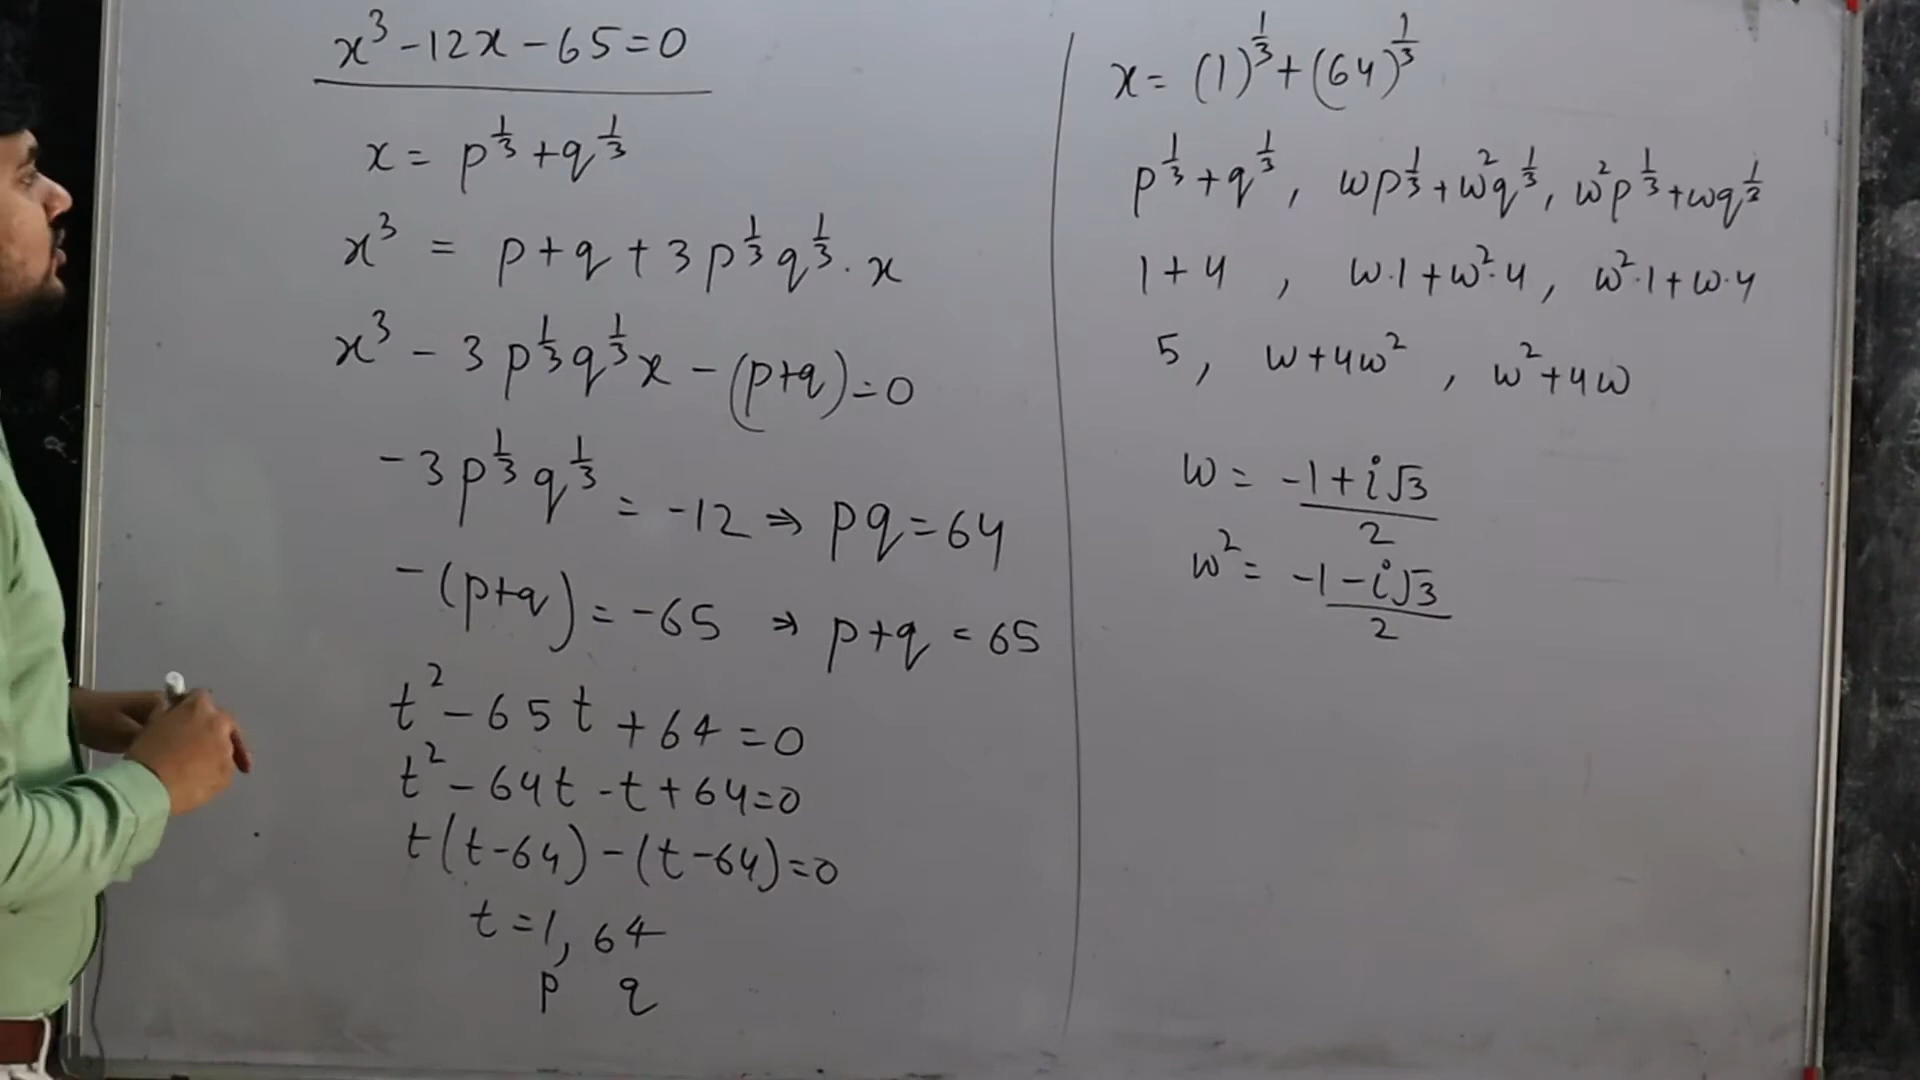 x³ - 12x - 65 = 0
x = p^(1/3) + q^(1/3)
x³ = p + q + 3 p^(1/3) q^(1/3) . x
x³ - 3 p^(1/3) q^(1/3) x - (p+q) = 0
-3 p^(1/3) q^(1/3) = -12 ⇒ pq = 64
-(p+q) = -65 ⇒ p+q = 65
t² - 65t + 64 = 0
t² - 64t - t + 64 = 0
t(t-64) - (t-64) = 0
t = 1, 64
p q
x = (1)^(1/3) + (64)^(1/3)
p^(1/3) + q^(1/3), ωp^(1/3) + ω²q^(1/3), ω²p^(1/3) + ωq^(1/3)
1 + 4, ω.1 + ω².4, ω².1 + ω.4
5, ω + 4ω², ω² + 4ω
ω = (-1 + i√3)/2
ω² = (-1 - i√3)/2